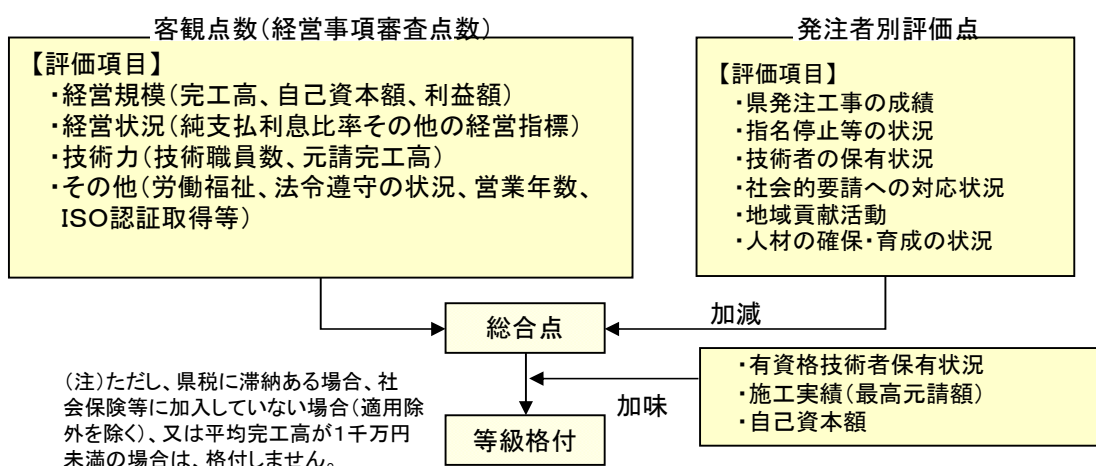 客観点数(経営事項審査点数)
【評価項目】
・経営規模(完工高、自己資本額、利益額)
・経営状況(純支払利息比率その他の経営指標)
・技術力(技術職員数、元請完工高)
・その他(労働福祉、法令遵守の状況、営業年数、
ISO認証取得等)
発注者別評価点
【評価項目】
・県発注工事の成績
・指名停止等の状況
・技術者の保有状況
・社会的要請への対応状況
・地域貢献活動
・人材の確保・育成の状況
総合点
加減
・有資格技術者保有状況
・施工実績(最高元請額)
・自己資本額
加味
等級格付
(注)ただし、県税に滞納ある場合、社
会保険等に加入していない場合(適用除
外を除く)、又は平均完工高が1千万円
未満の場合は、格付しません。